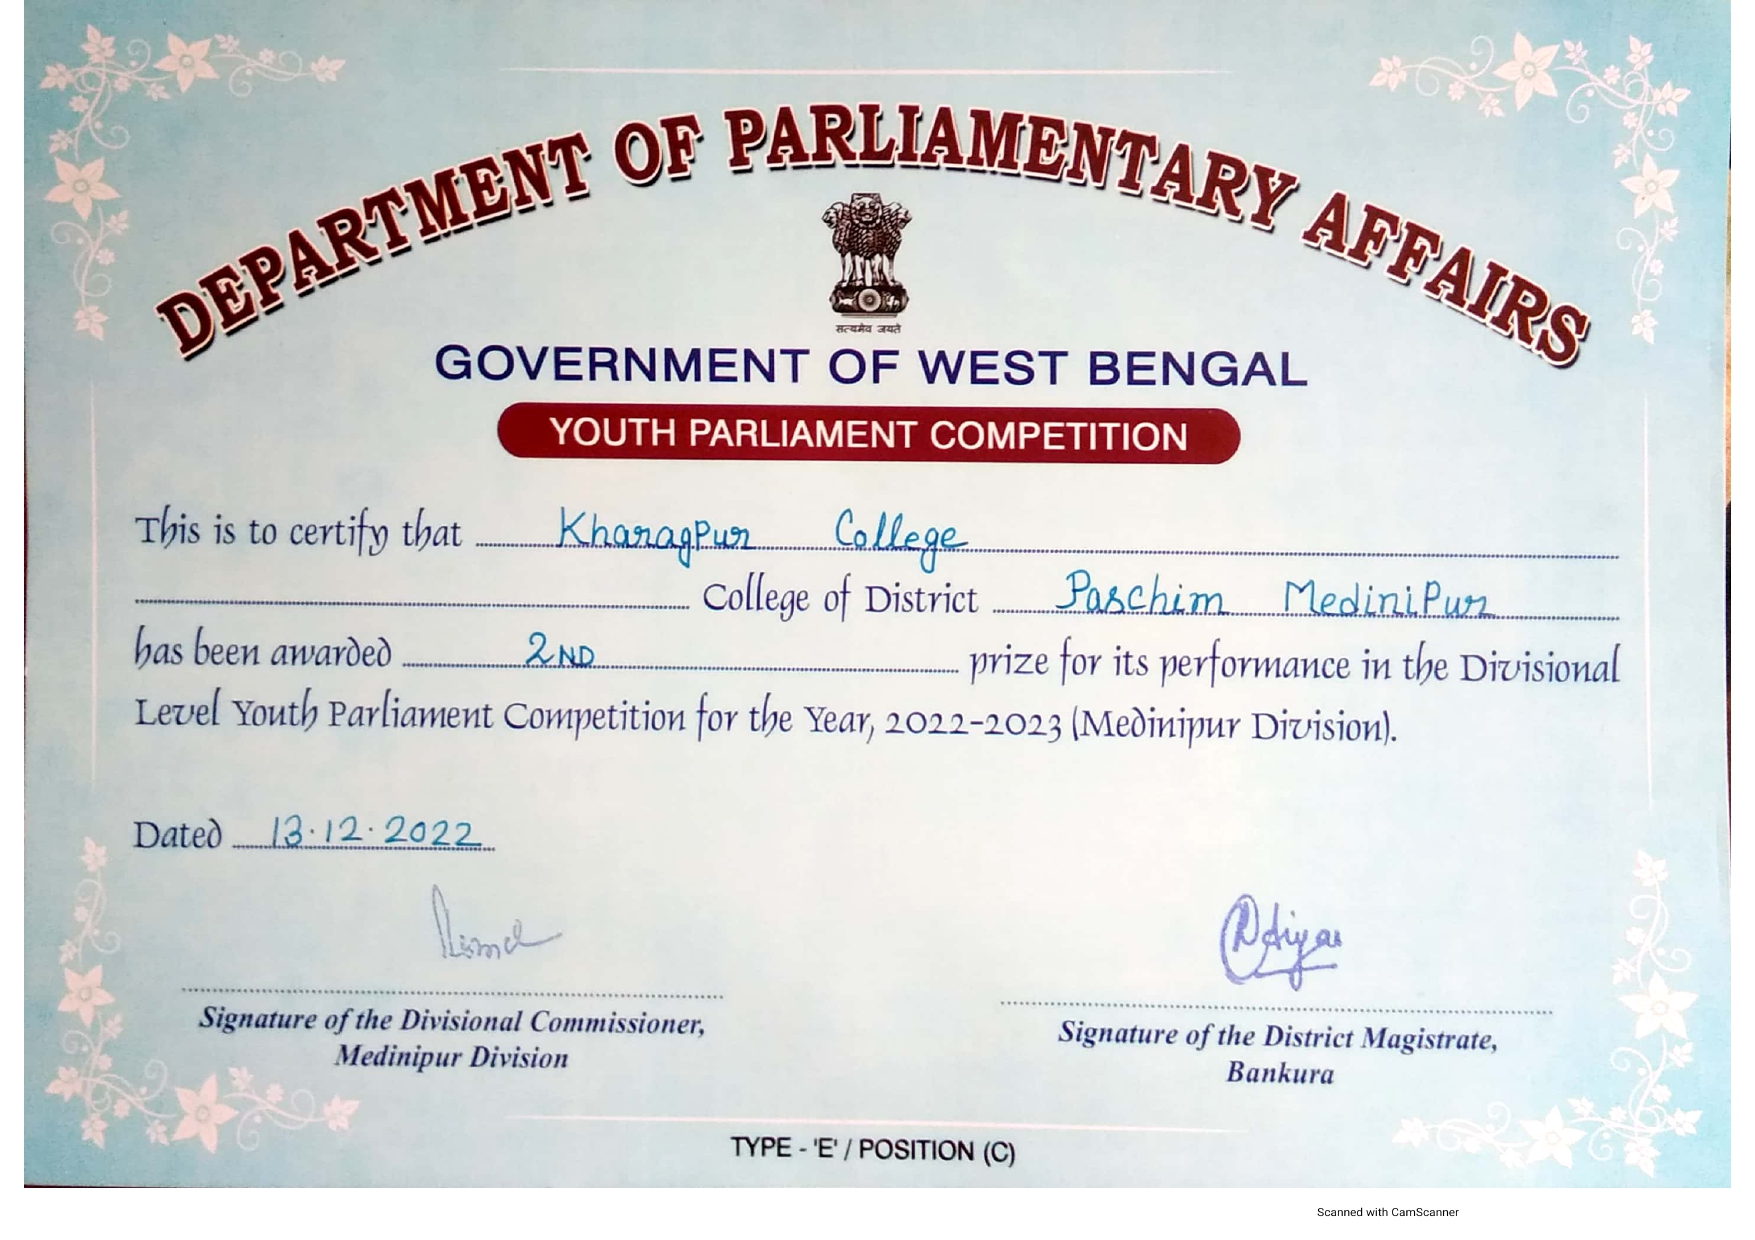 DEPARTMENT OF PARLIAMENTARY AFFAIRS
सत्यमेव जयते
GOVERNMENT OF WEST BENGAL
YOUTH PARLIAMENT COMPETITION
This is to certify that Kharagpur College
College of District Paschim Medinipur
has been awarded 2ND prize for its performance in the Divisional
Level Youth Parliament Competition for the Year, 2022-2023 (Medinipur Division).
Dated 13.12.2022
Signature of the Divisional Commissioner,
Medinipur Division
Signature of the District Magistrate,
Bankura
TYPE - 'E' / POSITION (C)
Scanned with CamScanner